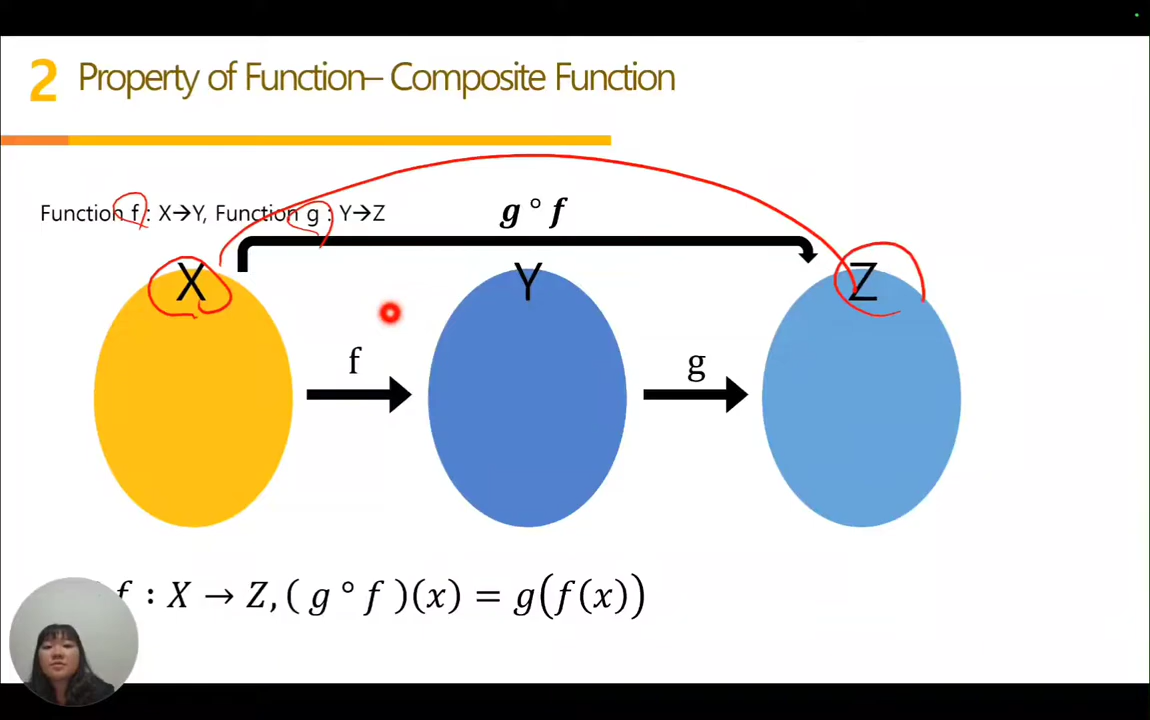 2 Property of Function– Composite Function
Function f : X→Y, Function g : Y→Z
g ∘ f
X Y Z
f g
f : X → Z, ( g ∘ f )(x) = g(f(x))